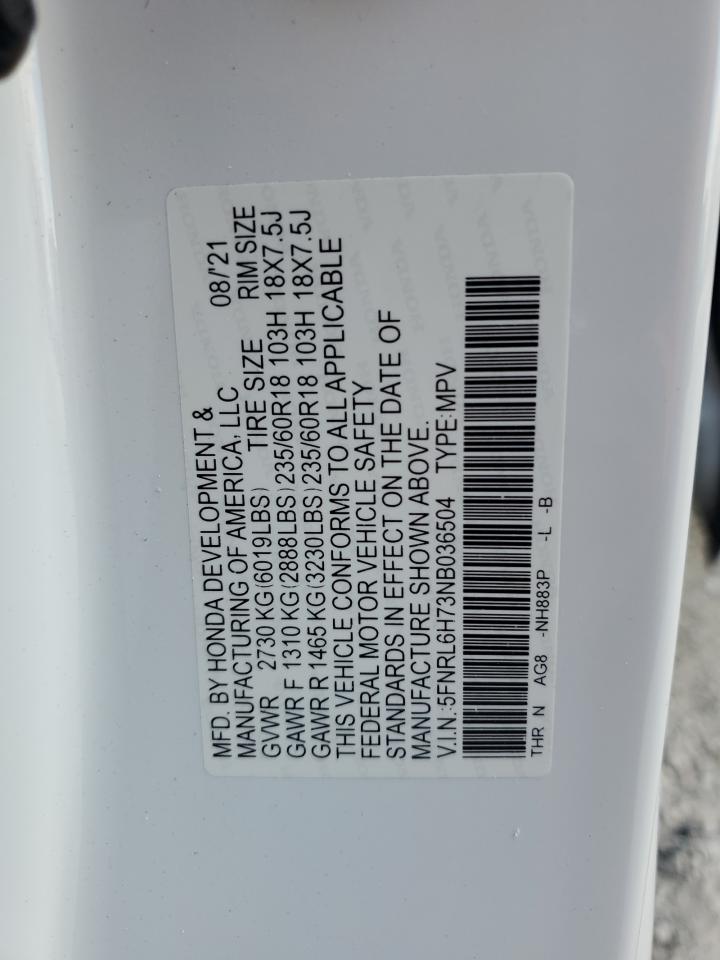 MFD. BY HONDA DEVELOPMENT &
MANUFACTURING OF AMERICA, LLC 08/'21
GVWR 2730 KG(6019LBS) TIRE SIZE RIM SIZE
GAWR F 1310 KG(2888LBS)235/60R18 103H 18X7.5J
GAWR R 1465 KG(3230LBS)235/60R18 103H 18X7.5J
THIS VEHICLE CONFORMS TO ALL APPLICABLE
FEDERAL MOTOR VEHICLE SAFETY
STANDARDS IN EFFECT ON THE DATE OF
MANUFACTURE SHOWN ABOVE.
V.I.N.:5FNRL6H73NB036504 TYPE:MPV
THR N AG8 -NH883P -L -B